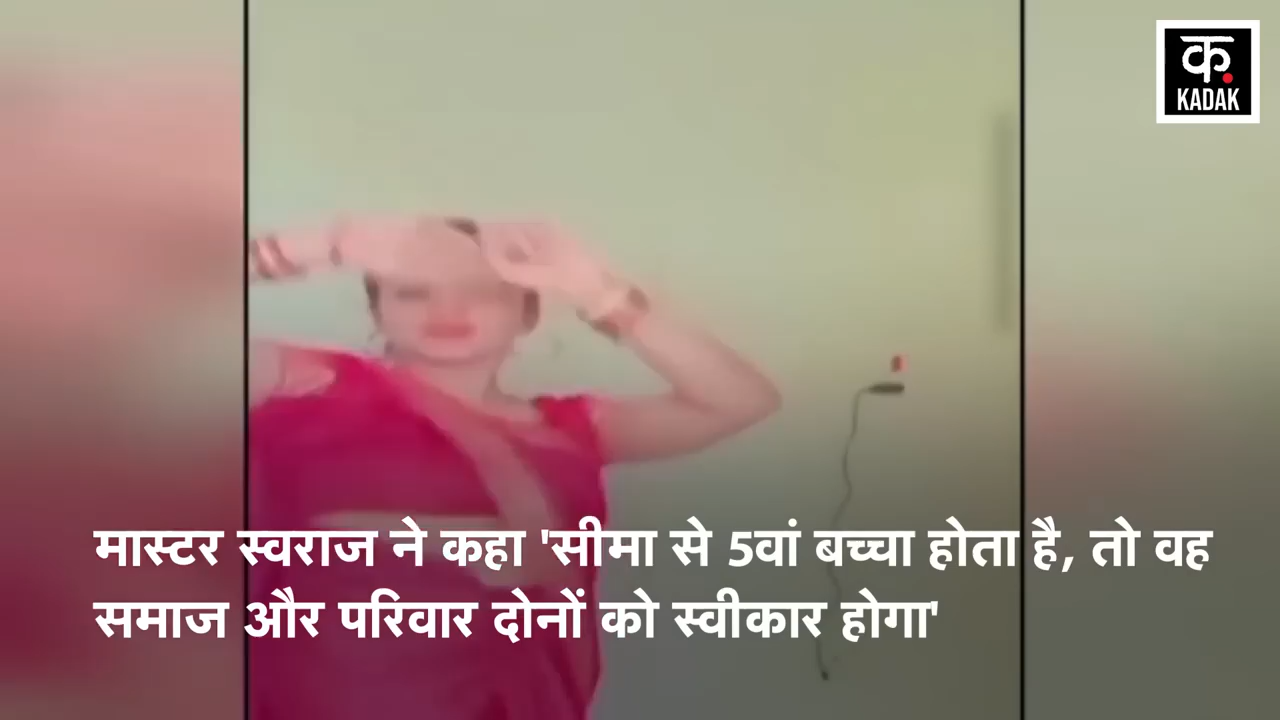 क.
KADAK
मास्टर स्वराज ने कहा 'सीमा से 5वां बच्चा होता है, तो वह
समाज और परिवार दोनों को स्वीकार होगा'